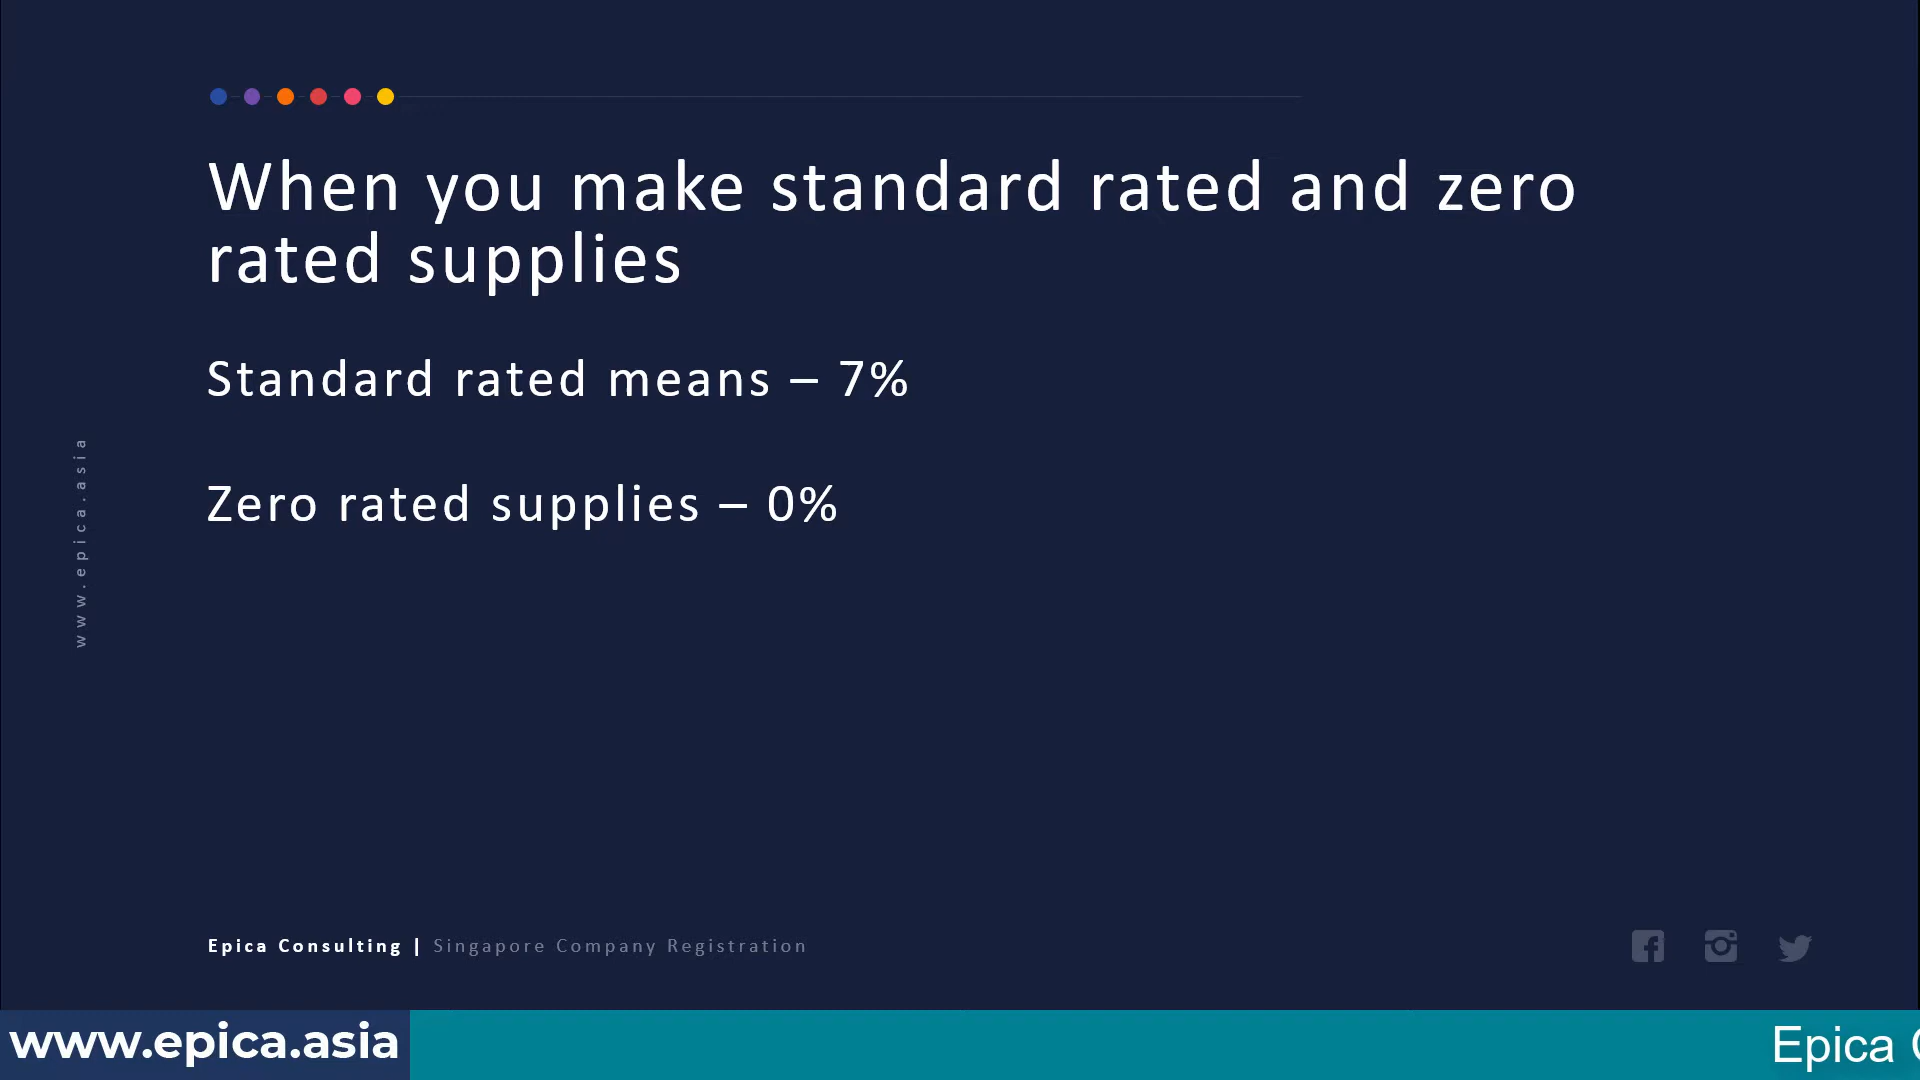 When you make standard rated and zero
rated supplies
Standard rated means – 7%
Zero rated supplies – 0%
www.epica.asia
Epica Consulting | Singapore Company Registration
www.epica.asia
Epica